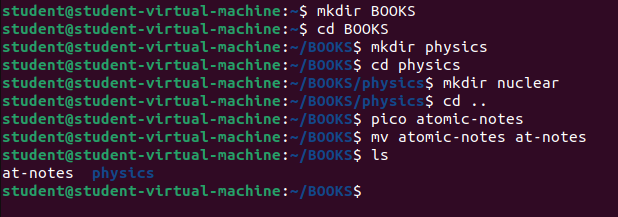 student@student-virtual-machine:~$ mkdir BOOKS
student@student-virtual-machine:~$ cd BOOKS
student@student-virtual-machine:~/BOOKS$ mkdir physics
student@student-virtual-machine:~/BOOKS$ cd physics
student@student-virtual-machine:~/BOOKS/physics$ mkdir nuclear
student@student-virtual-machine:~/BOOKS/physics$ cd ..
student@student-virtual-machine:~/BOOKS$ pico atomic-notes
student@student-virtual-machine:~/BOOKS$ mv atomic-notes at-notes
student@student-virtual-machine:~/BOOKS$ ls
at-notes  physics
student@student-virtual-machine:~/BOOKS$